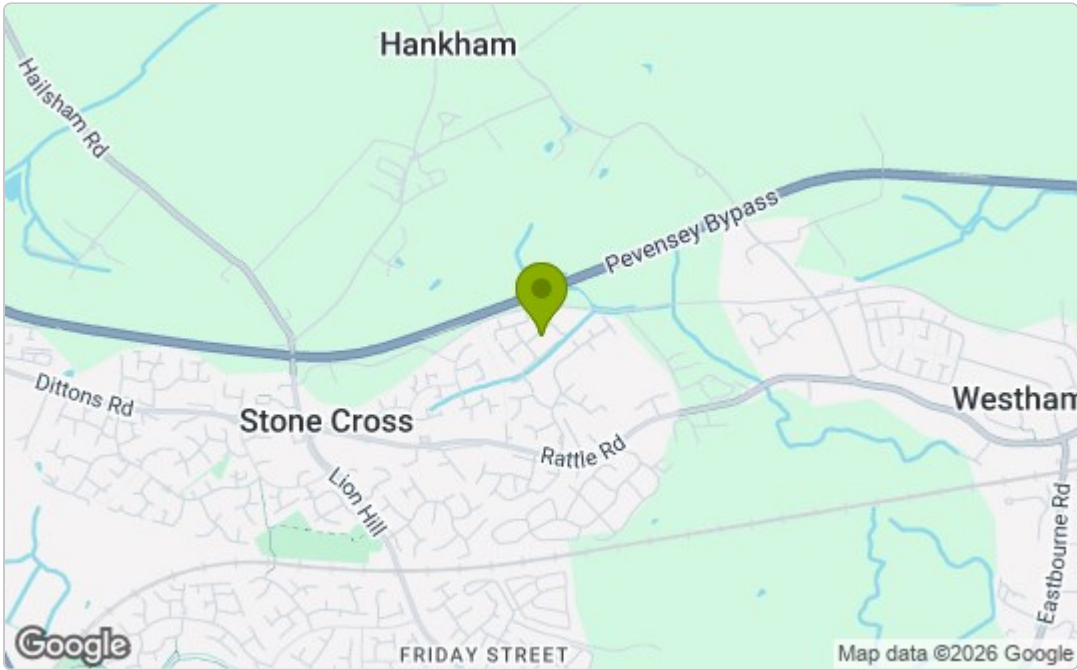 Hankham
Hailsham Rd
Pevensey Bypass
Dittons Rd
Stone Cross
Westham
Rattle Rd
Lion Hill
Eastbourne Rd
FRIDAY STREET
Google
Map data ©2026 Google